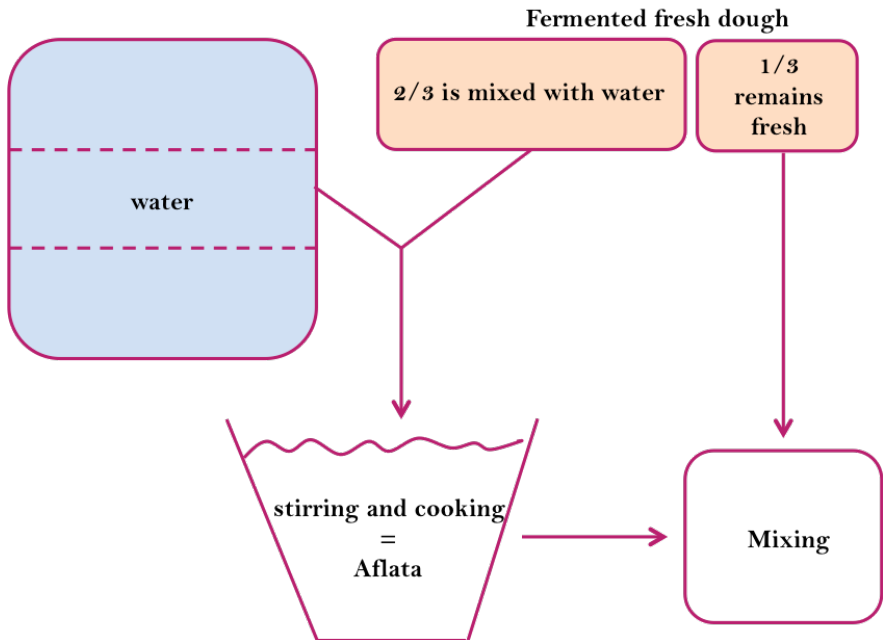 Fermented fresh dough
2/3 is mixed with water
1/3
remains
fresh
water
stirring and cooking
=
Aflata
Mixing